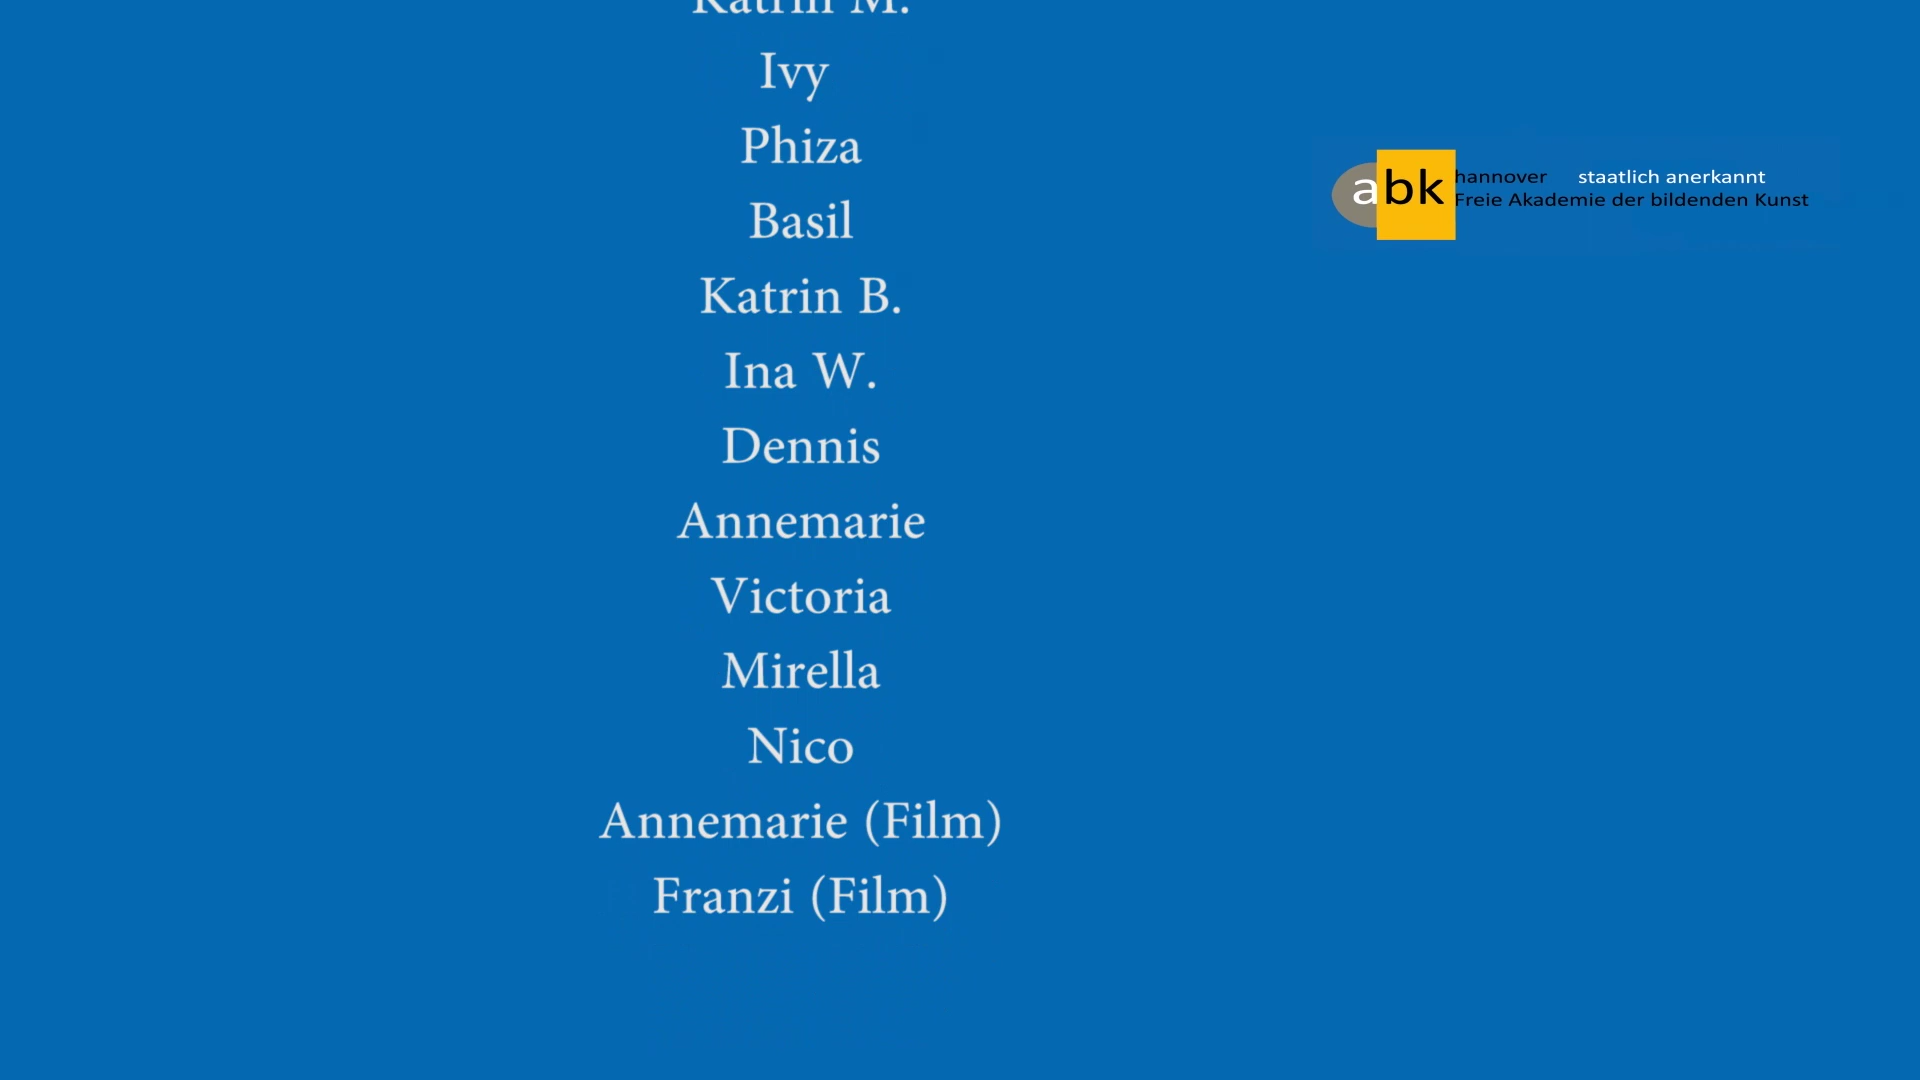 Katrin M.
Ivy
Phiza
Basil
Katrin B.
Ina W.
Dennis
Annemarie
Victoria
Mirella
Nico
Annemarie (Film)
Franzi (Film)
abk
hannover staatlich anerkannt
Freie Akademie der bildenden Kunst